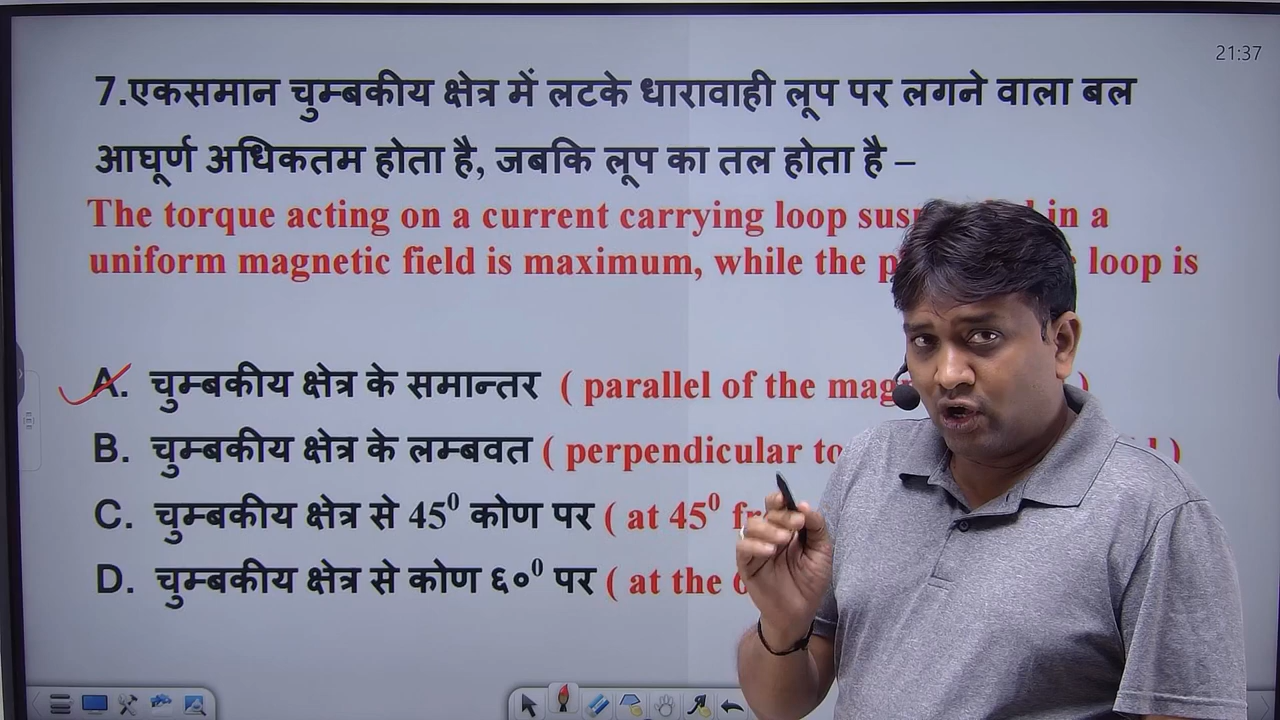 21:37
7.एकसमान चुम्बकीय क्षेत्र में लटके धारावाही लूप पर लगने वाला बल
आघूर्ण अधिकतम होता है, जबकि लूप का तल होता है –
The torque acting on a current carrying loop in a
uniform magnetic field is maximum, while the loop is
A. चुम्बकीय क्षेत्र के समान्तर ( parallel of the )
B. चुम्बकीय क्षेत्र के लम्बवत ( perpendicular to )
C. चुम्बकीय क्षेत्र से 45⁰ कोण पर ( at 45⁰
D. चुम्बकीय क्षेत्र से कोण ६०⁰ पर ( at the